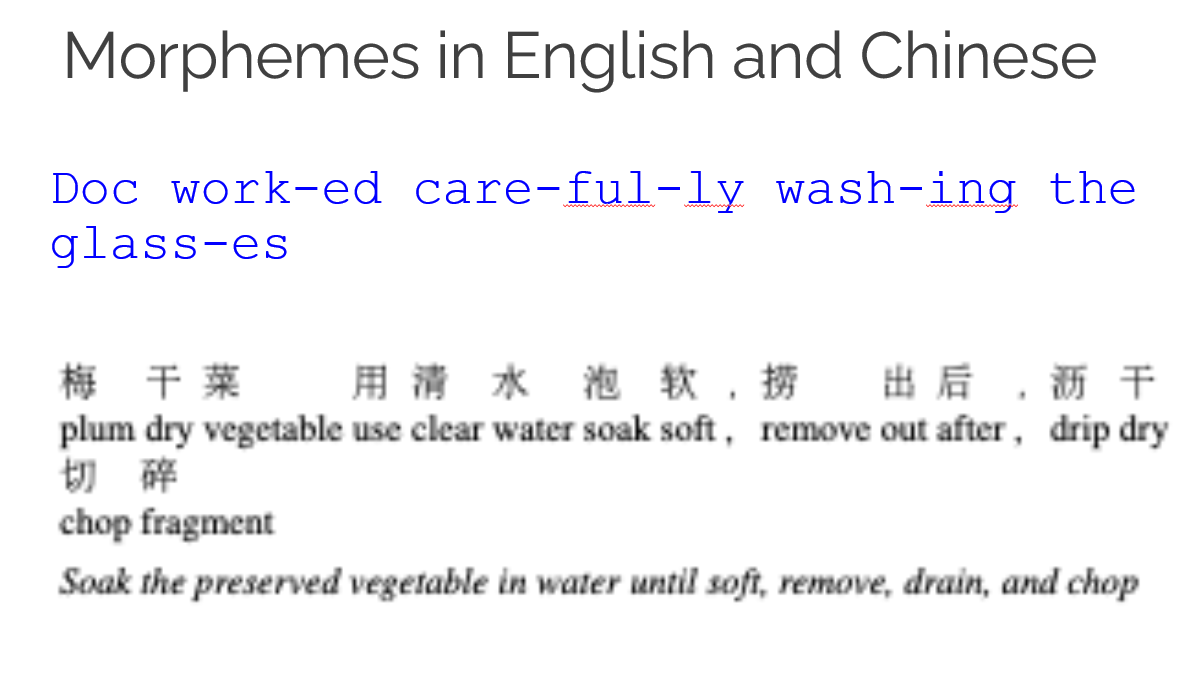 Morphemes in English and Chinese
Doc work-ed care-ful-ly wash-ing the
glass-es
梅 干 菜 用 清 水 泡 软 , 捞 出 后 , 沥 干
plum dry vegetable use clear water soak soft , remove out after , drip dry
切 碎
chop fragment
Soak the preserved vegetable in water until soft, remove, drain, and chop